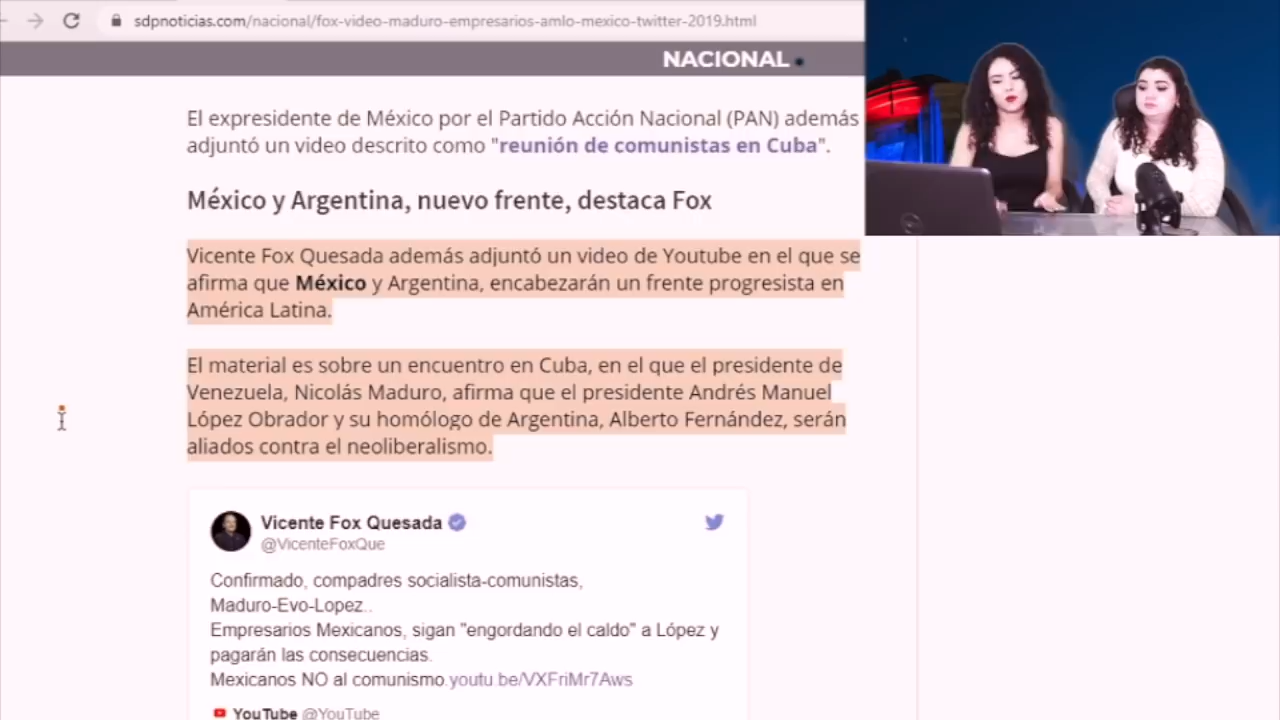 sdpnoticias.com/nacional/fox-video-maduro-empresarios-amlo-mexico-twitter-2019.html
NACIONAL
El expresidente de México por el Partido Acción Nacional (PAN) además
adjuntó un video descrito como "reunión de comunistas en Cuba".
México y Argentina, nuevo frente, destaca Fox
Vicente Fox Quesada además adjuntó un video de Youtube en el que se
afirma que México y Argentina, encabezarán un frente progresista en
América Latina.
El material es sobre un encuentro en Cuba, en el que el presidente de
Venezuela, Nicolás Maduro, afirma que el presidente Andrés Manuel
López Obrador y su homólogo de Argentina, Alberto Fernández, serán
aliados contra el neoliberalismo.
Vicente Fox Quesada
@VicenteFoxQue
Confirmado, compadres socialista-comunistas,
Maduro-Evo-Lopez..
Empresarios Mexicanos, sigan "engordando el caldo" a López y
pagarán las consecuencias.
Mexicanos NO al comunismo.youtu.be/VXFriMr7Aws
YouTube @YouTube